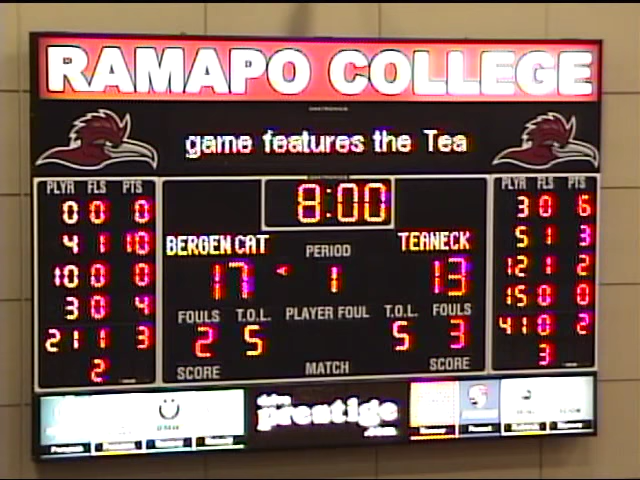 RAMAPO COLLEGE
game features the Tea
PLYR FLS PTS
0 0 0
4 1 10
10 0 0
3 0 4
21 1 3
2
8:00
BERGEN CAT PERIOD TEANECK
17 1 13
FOULS T.O.L. PLAYER FOUL T.O.L. FOULS
2 5 5 3
SCORE MATCH SCORE
PLYR FLS PTS
3 0 6
5 1 3
12 1 2
15 0 0
41 0 2
3
prentige
.com